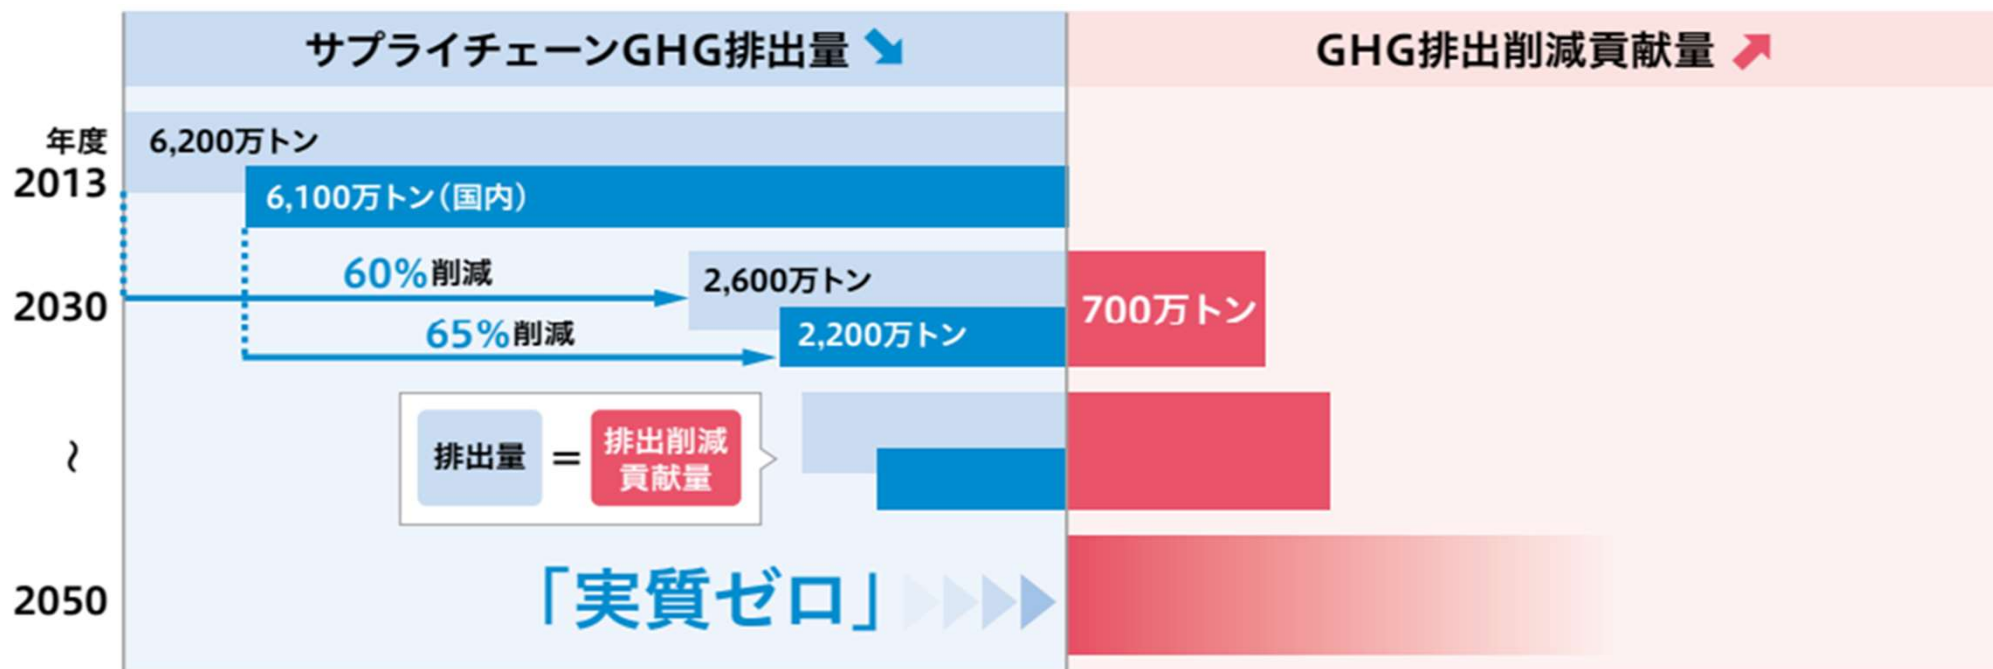 サプライチェーンGHG排出量
GHG排出削減貢献量
年度
2013
6,200万トン
6,100万トン(国内)
2030
60%削減
2,600万トン
65%削減
2,200万トン
700万トン
~
排出量
=
排出削減
貢献量
2050
「実質ゼロ」